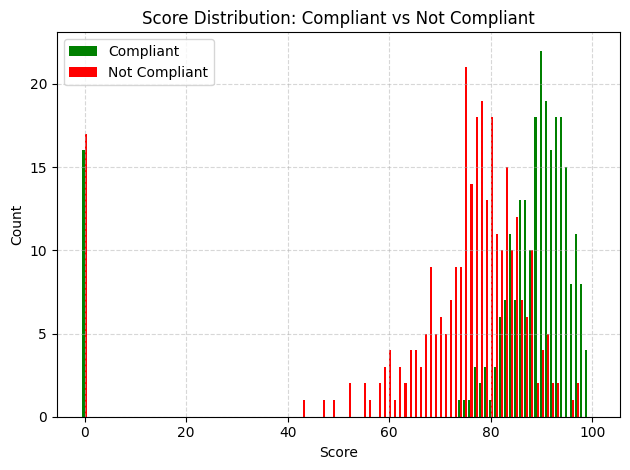 Score Distribution: Compliant vs Not Compliant
Compliant
Not Compliant
Count
20
15
10
5
0
0 20 40 60 80 100
Score